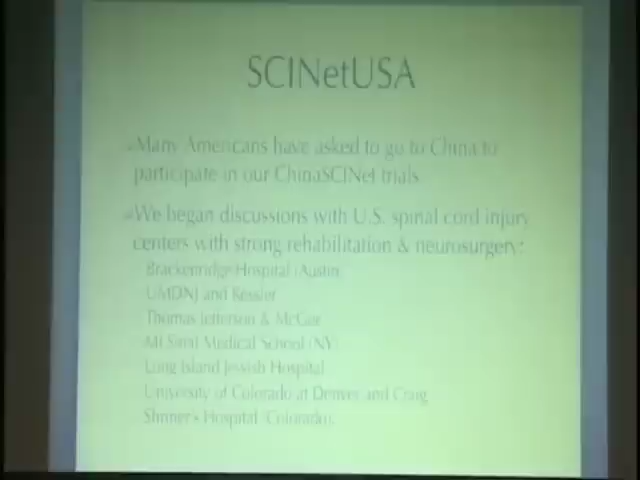 SCINetUSA
Many Americans have asked to go to China to
participate in our ChinaSCINet trials
We began discussions with U.S. spinal cord injury
centers with strong rehabilitation & neurosurgery:
Brackenridge Hospital (Austin)
UMDNJ and Kessler
Thomas Jefferson & McGee
Mt Sinai Medical School (NY)
Long Island Jewish Hospital
University of Colorado at Denver and Craig
Shriner's Hospital (Colorado).